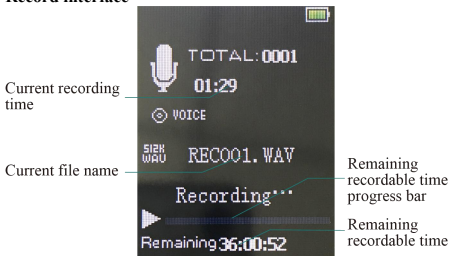 Record interface
TOTAL:0001
01:29
Current recording time
VOICE
512K WAU
REC001.WAV
Current file name
Recording...
Remaining recordable time progress bar
Remaining 36:00:52
Remaining recordable time